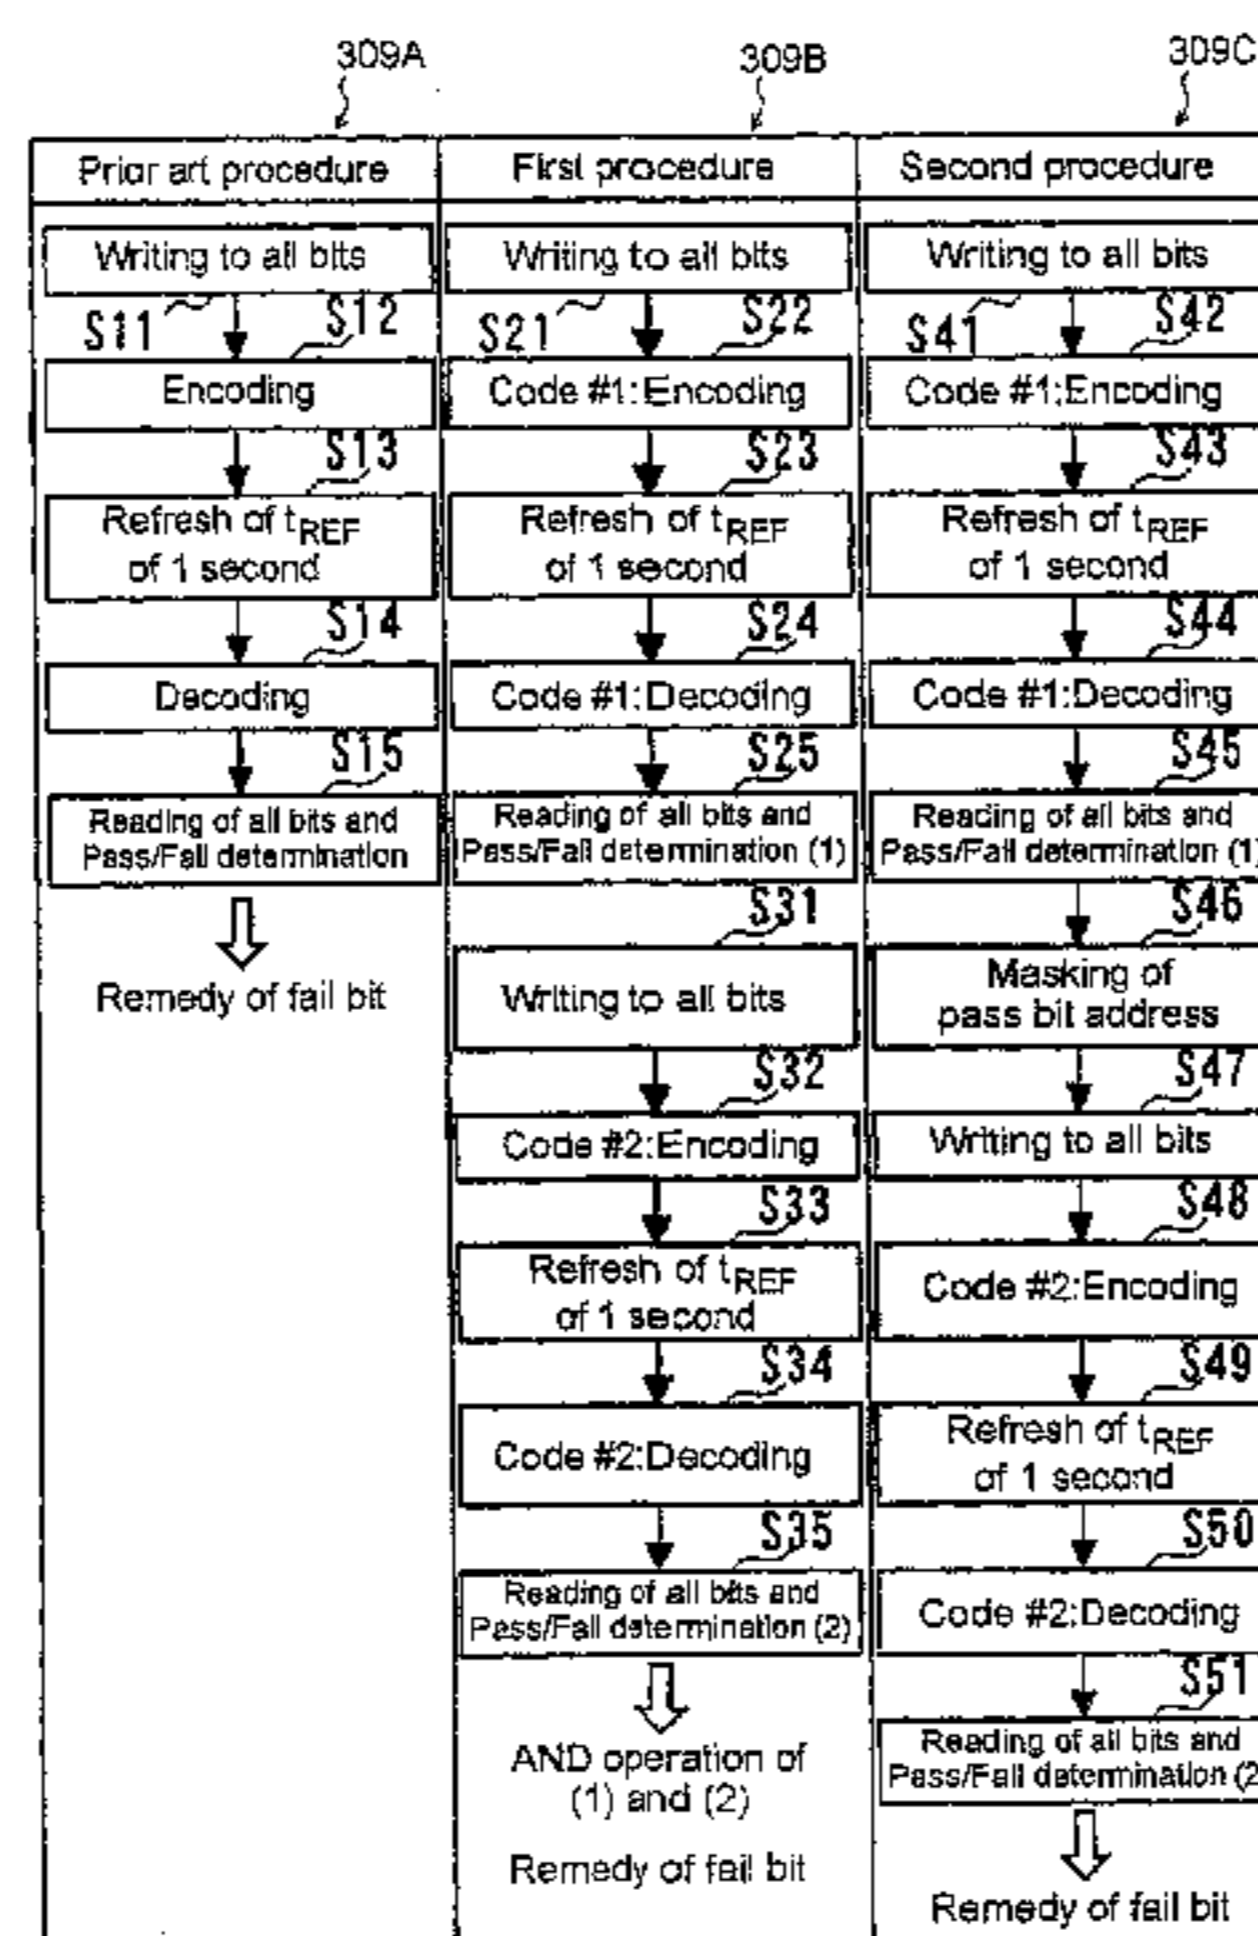 309A
309B
309C
Prior art procedure
First procedure
Second procedure
Writing to all bits
S11
S12
Encoding
S13
Refresh of tREF
of 1 second
S14
Decoding
S15
Reading of all bits and
Pass/Fail determination
Remedy of fail bit
Writing to all bits
S21
S22
Code #1:Encoding
S23
Refresh of tREF
of 1 second
S24
Code #1:Decoding
S25
Reading of all bits and
Pass/Fail determination (1)
S31
Writing to all bits
S32
Code #2:Encoding
S33
Refresh of tREF
of 1 second
S34
Code #2:Decoding
S35
Reading of all bits and
Pass/Fail determination (2)
AND operation of
(1) and (2)
Remedy of fail bit
Writing to all bits
S41
S42
Code #1:Encoding
S43
Refresh of tREF
of 1 second
S44
Code #1:Decoding
S45
Reading of all bits and
Pass/Fail determination (1)
S46
Masking of
pass bit address
S47
Writing to all bits
S48
Code #2:Encoding
S49
Refresh of tREF
of 1 second
S50
Code #2:Decoding
S51
Reading of all bits and
Pass/Fail determination (2
Remedy of fail bit